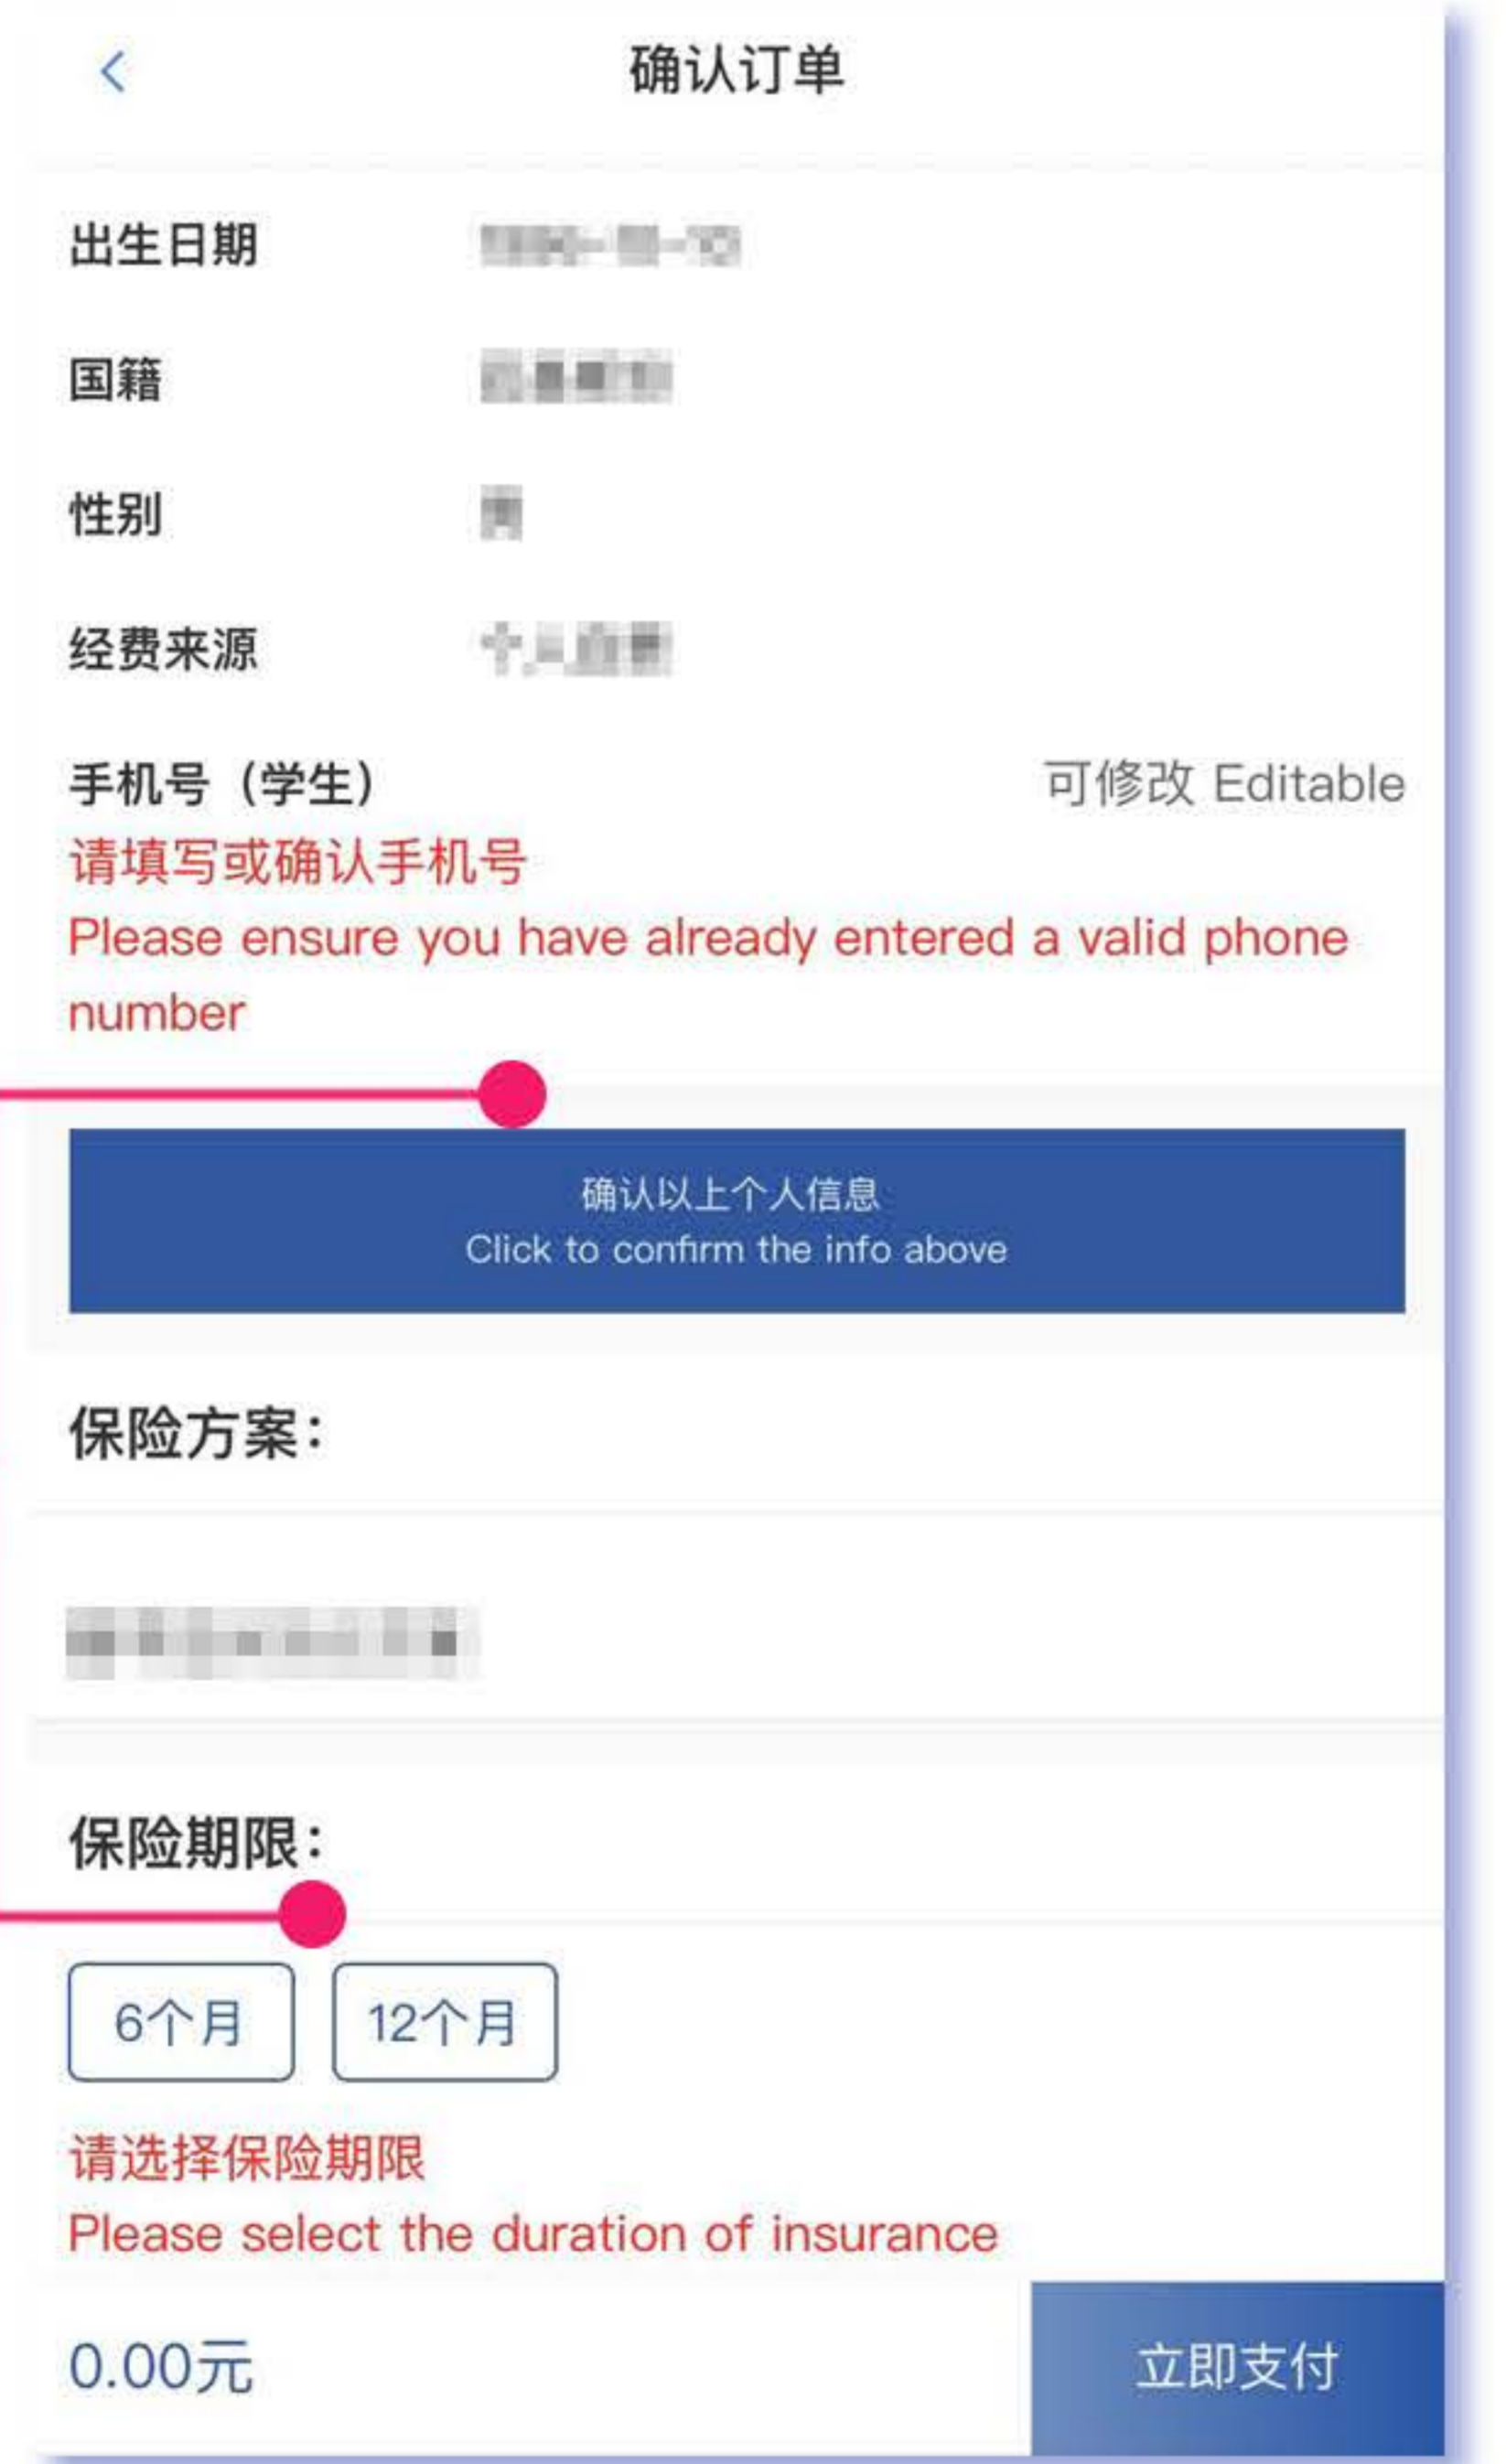 确认订单
出生日期
国籍
性别
经费来源
手机号（学生）
可修改 Editable
请填写或确认手机号
Please ensure you have already entered a valid phone
number
确认以上个人信息
Click to confirm the info above
保险方案：
保险期限：
6个月
12个月
请选择保险期限
Please select the duration of insurance
0.00元
立即支付